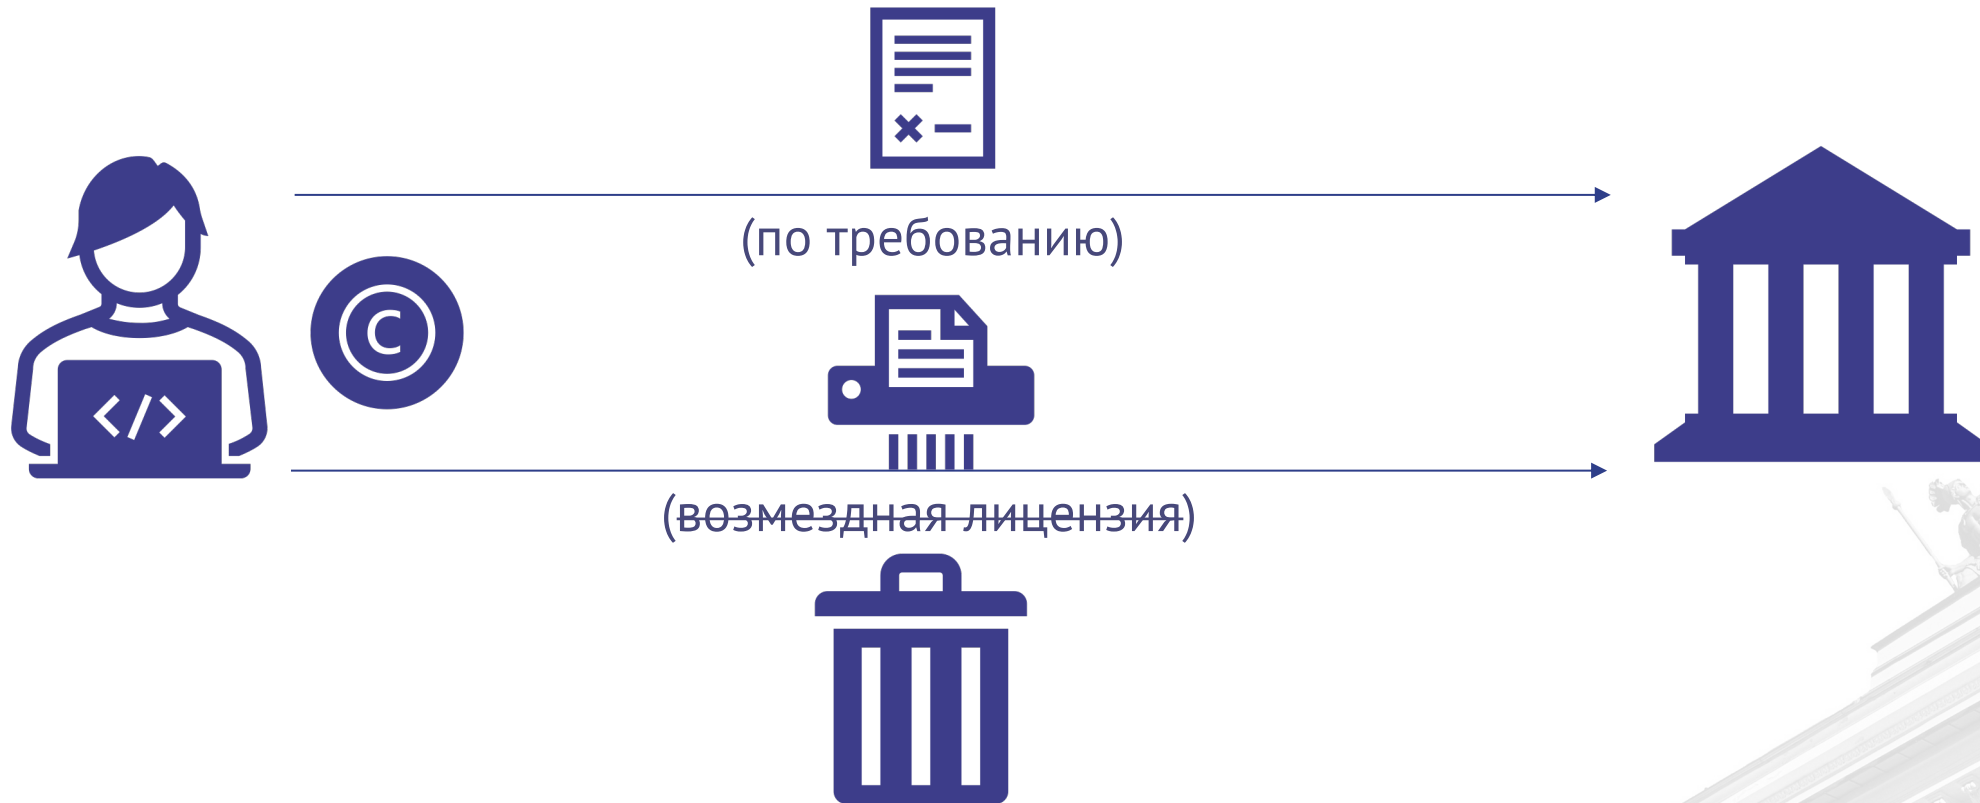 (по требованию)
©
</>
(возмездная лицензия)